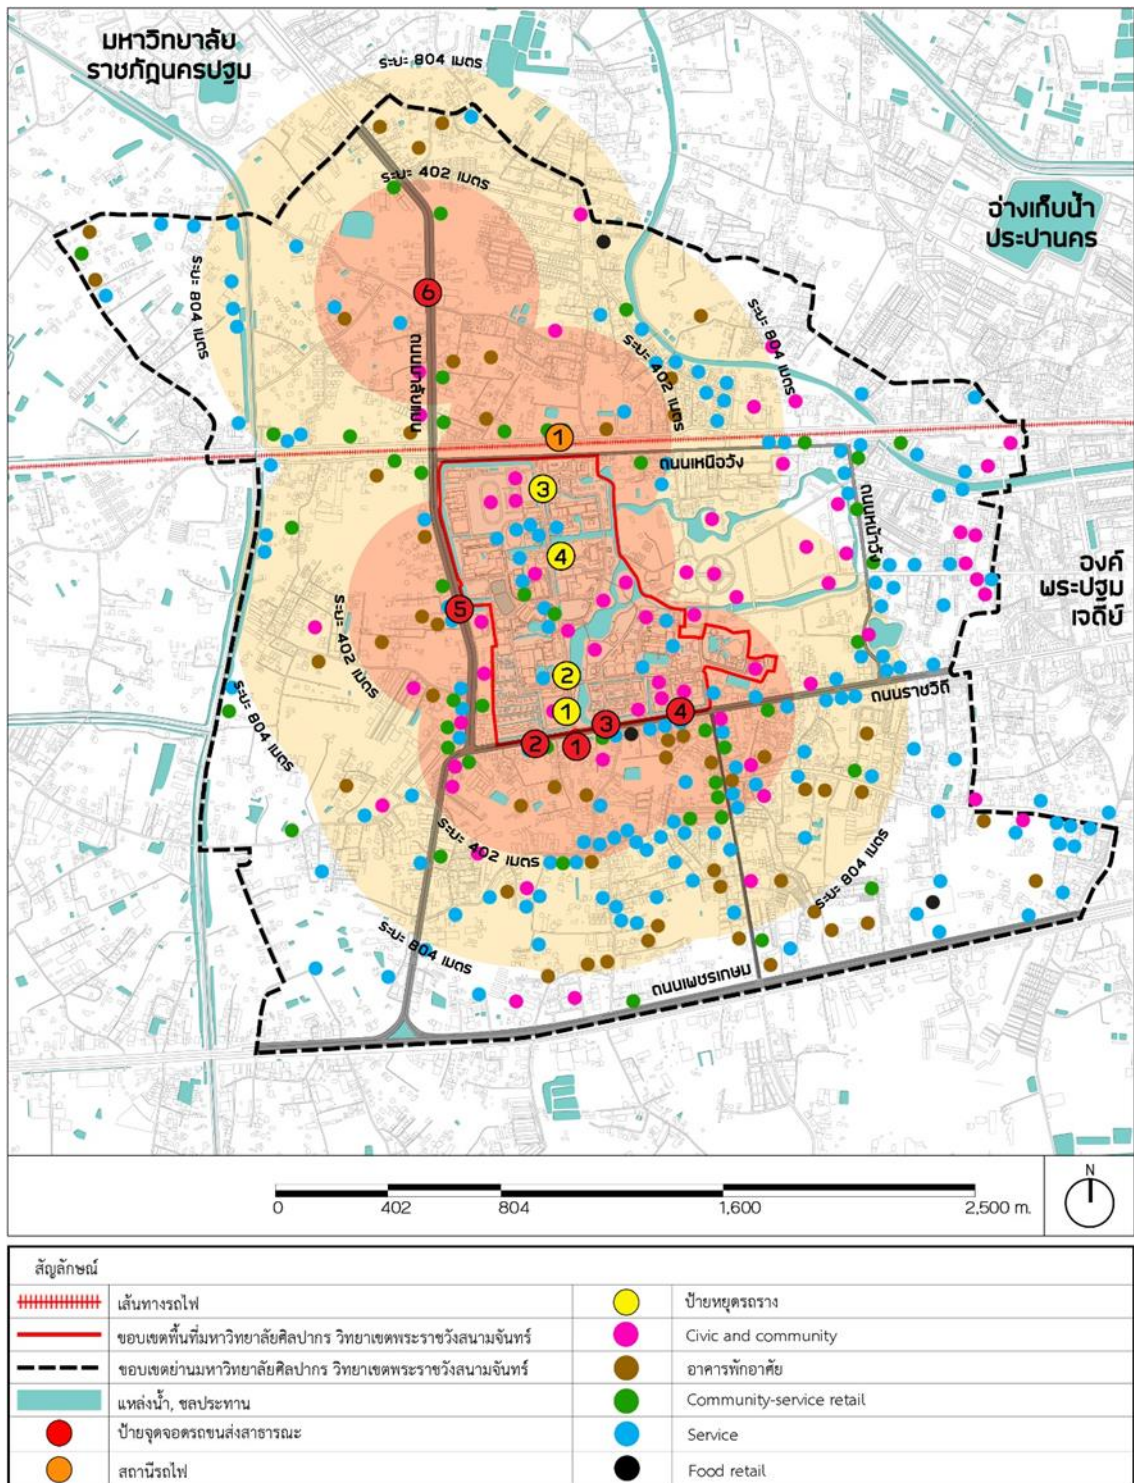 มหาวิทยาลัย
ราชภัฏนครปฐม
ระยะ 804 เมตร
ระยะ 402 เมตร
อ่างเก็บน้ำ
ประปานคร
ระยะ 804 เมตร
6
ระยะ 804 เมตร
ระยะ 402 เมตร
ถนนมาลัยแมน
1
ถนนเหนือวัง
3
ถนนหน้าวัง
4
องค์
พระปฐม
เจดีย์
5
ระยะ 402 เมตร
2
ถนนราชวิถี
ระยะ 804 เมตร
1
4
3
2
1
ระยะ 402 เมตร
ระยะ 804 เมตร
ระยะ 804 เมตร
ถนนเพชรเกษม
N
0 402 804 1,600 2,500 m.
สัญลักษณ์
เส้นทางรถไฟ
ป้ายหยุดรถราง
ขอบเขตพื้นที่มหาวิทยาลัยศิลปากร วิทยาเขตพระราชวังสนามจันทร์
Civic and community
ขอบเขตย่านมหาวิทยาลัยศิลปากร วิทยาเขตพระราชวังสนามจันทร์
อาคารพักอาศัย
แหล่งน้ำ, ชลประทาน
Community-service retail
ป้ายจุดจอดรถขนส่งสาธารณะ
Service
สถานีรถไฟ
Food retail